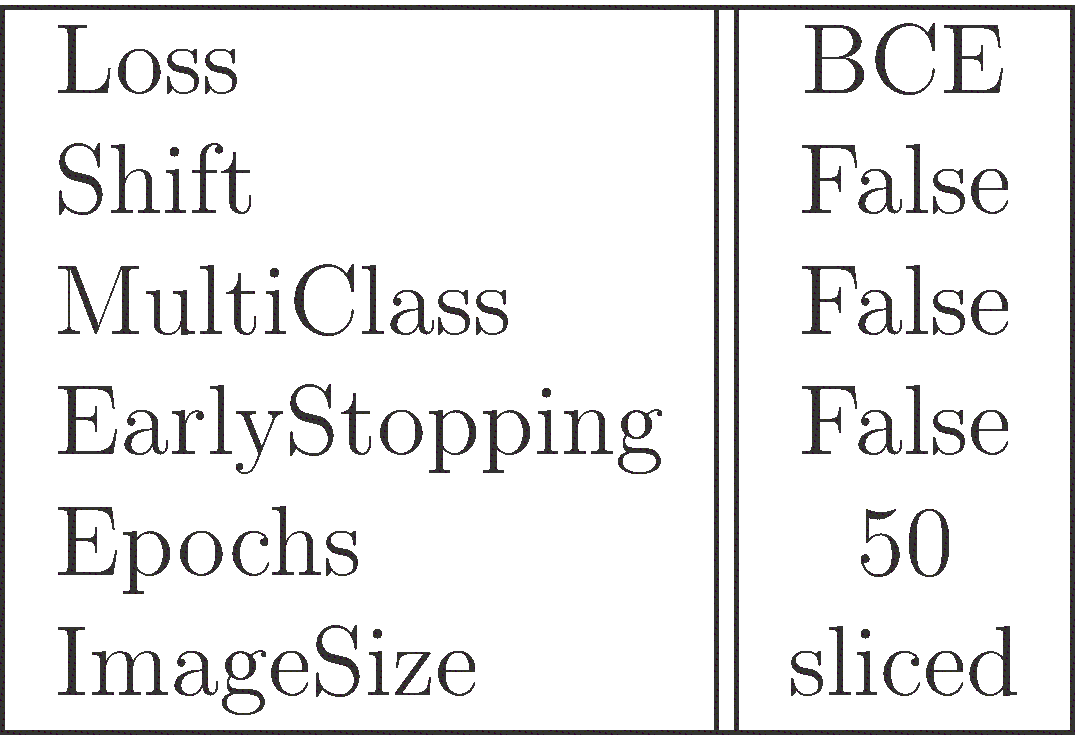 Loss BCE
Shift False
MultiClass False
EarlyStopping False
Epochs 50
ImageSize sliced